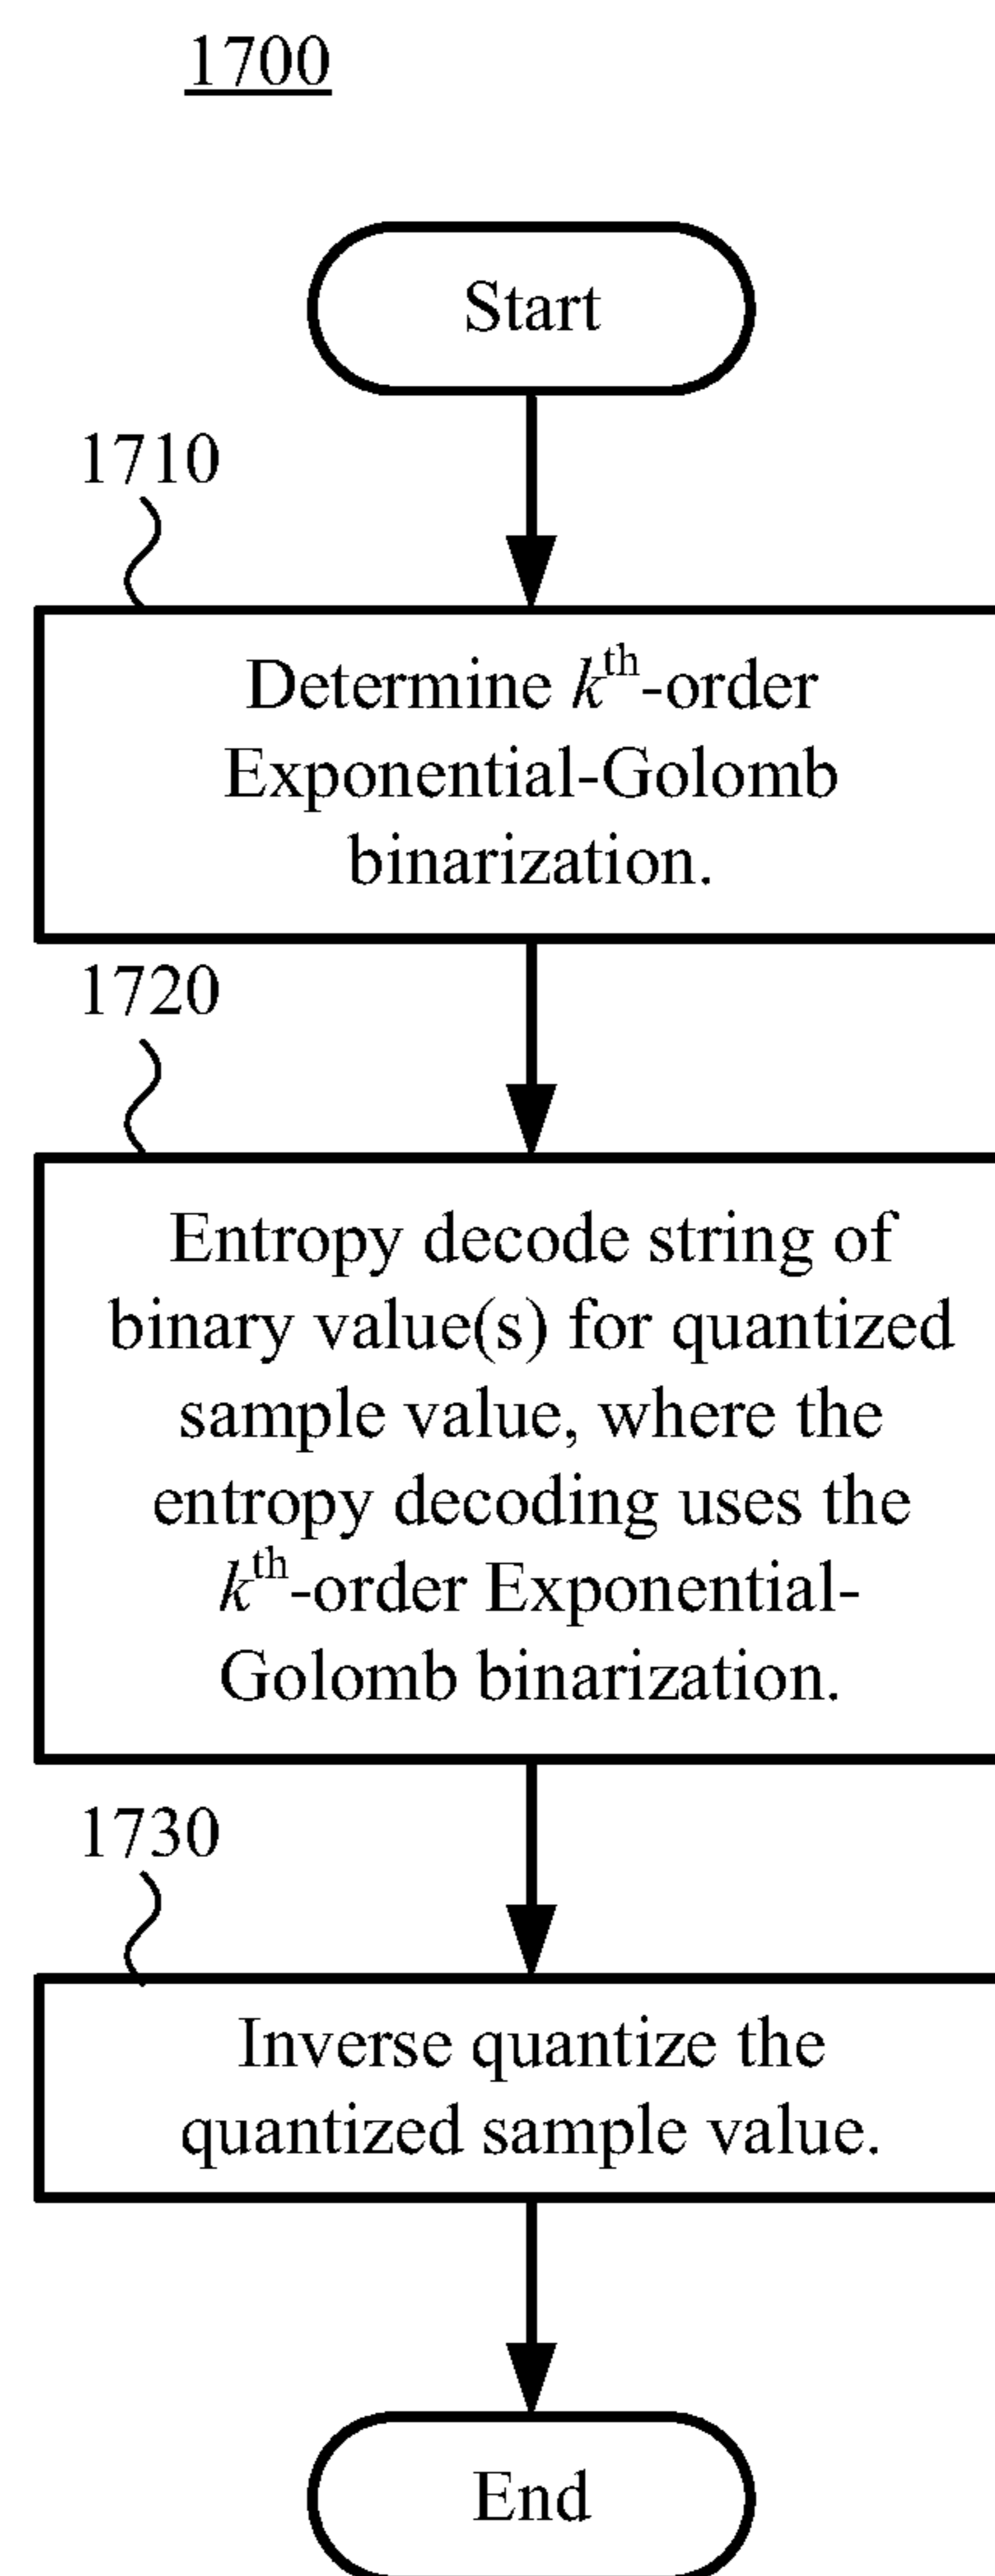 1700
Start
1710
Determine kth-order
Exponential-Golomb
binarization.
1720
Entropy decode string of
binary value(s) for quantized
sample value, where the
entropy decoding uses the
kth-order Exponential-
Golomb binarization.
1730
Inverse quantize the
quantized sample value.
End